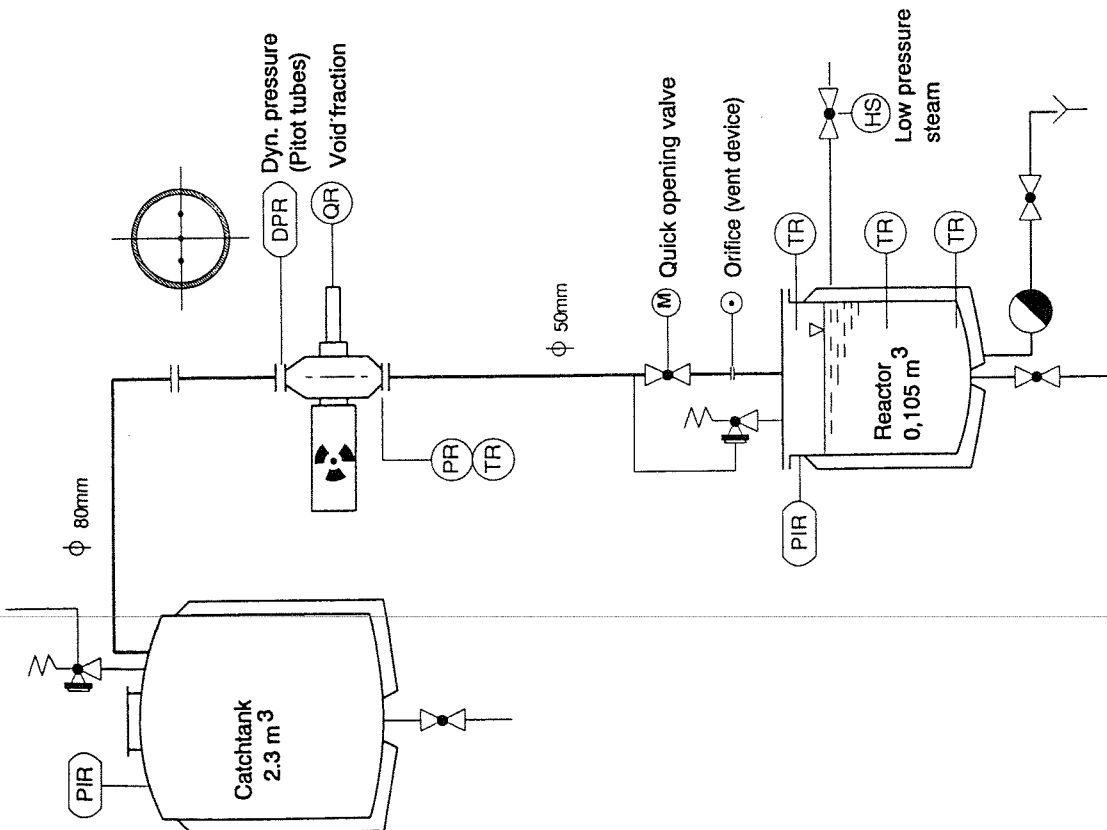 Dyn. pressure
(Pitot tubes)
DPR
Void fraction
QR
ϕ 80mm
ϕ 50mm
PR
TR
M
Quick opening valve
Orifice (vent device)
HS
Low pressure
steam
TR
TR
TR
PIR
Reactor
0,105 m³
PIR
Catchtank
2.3 m³